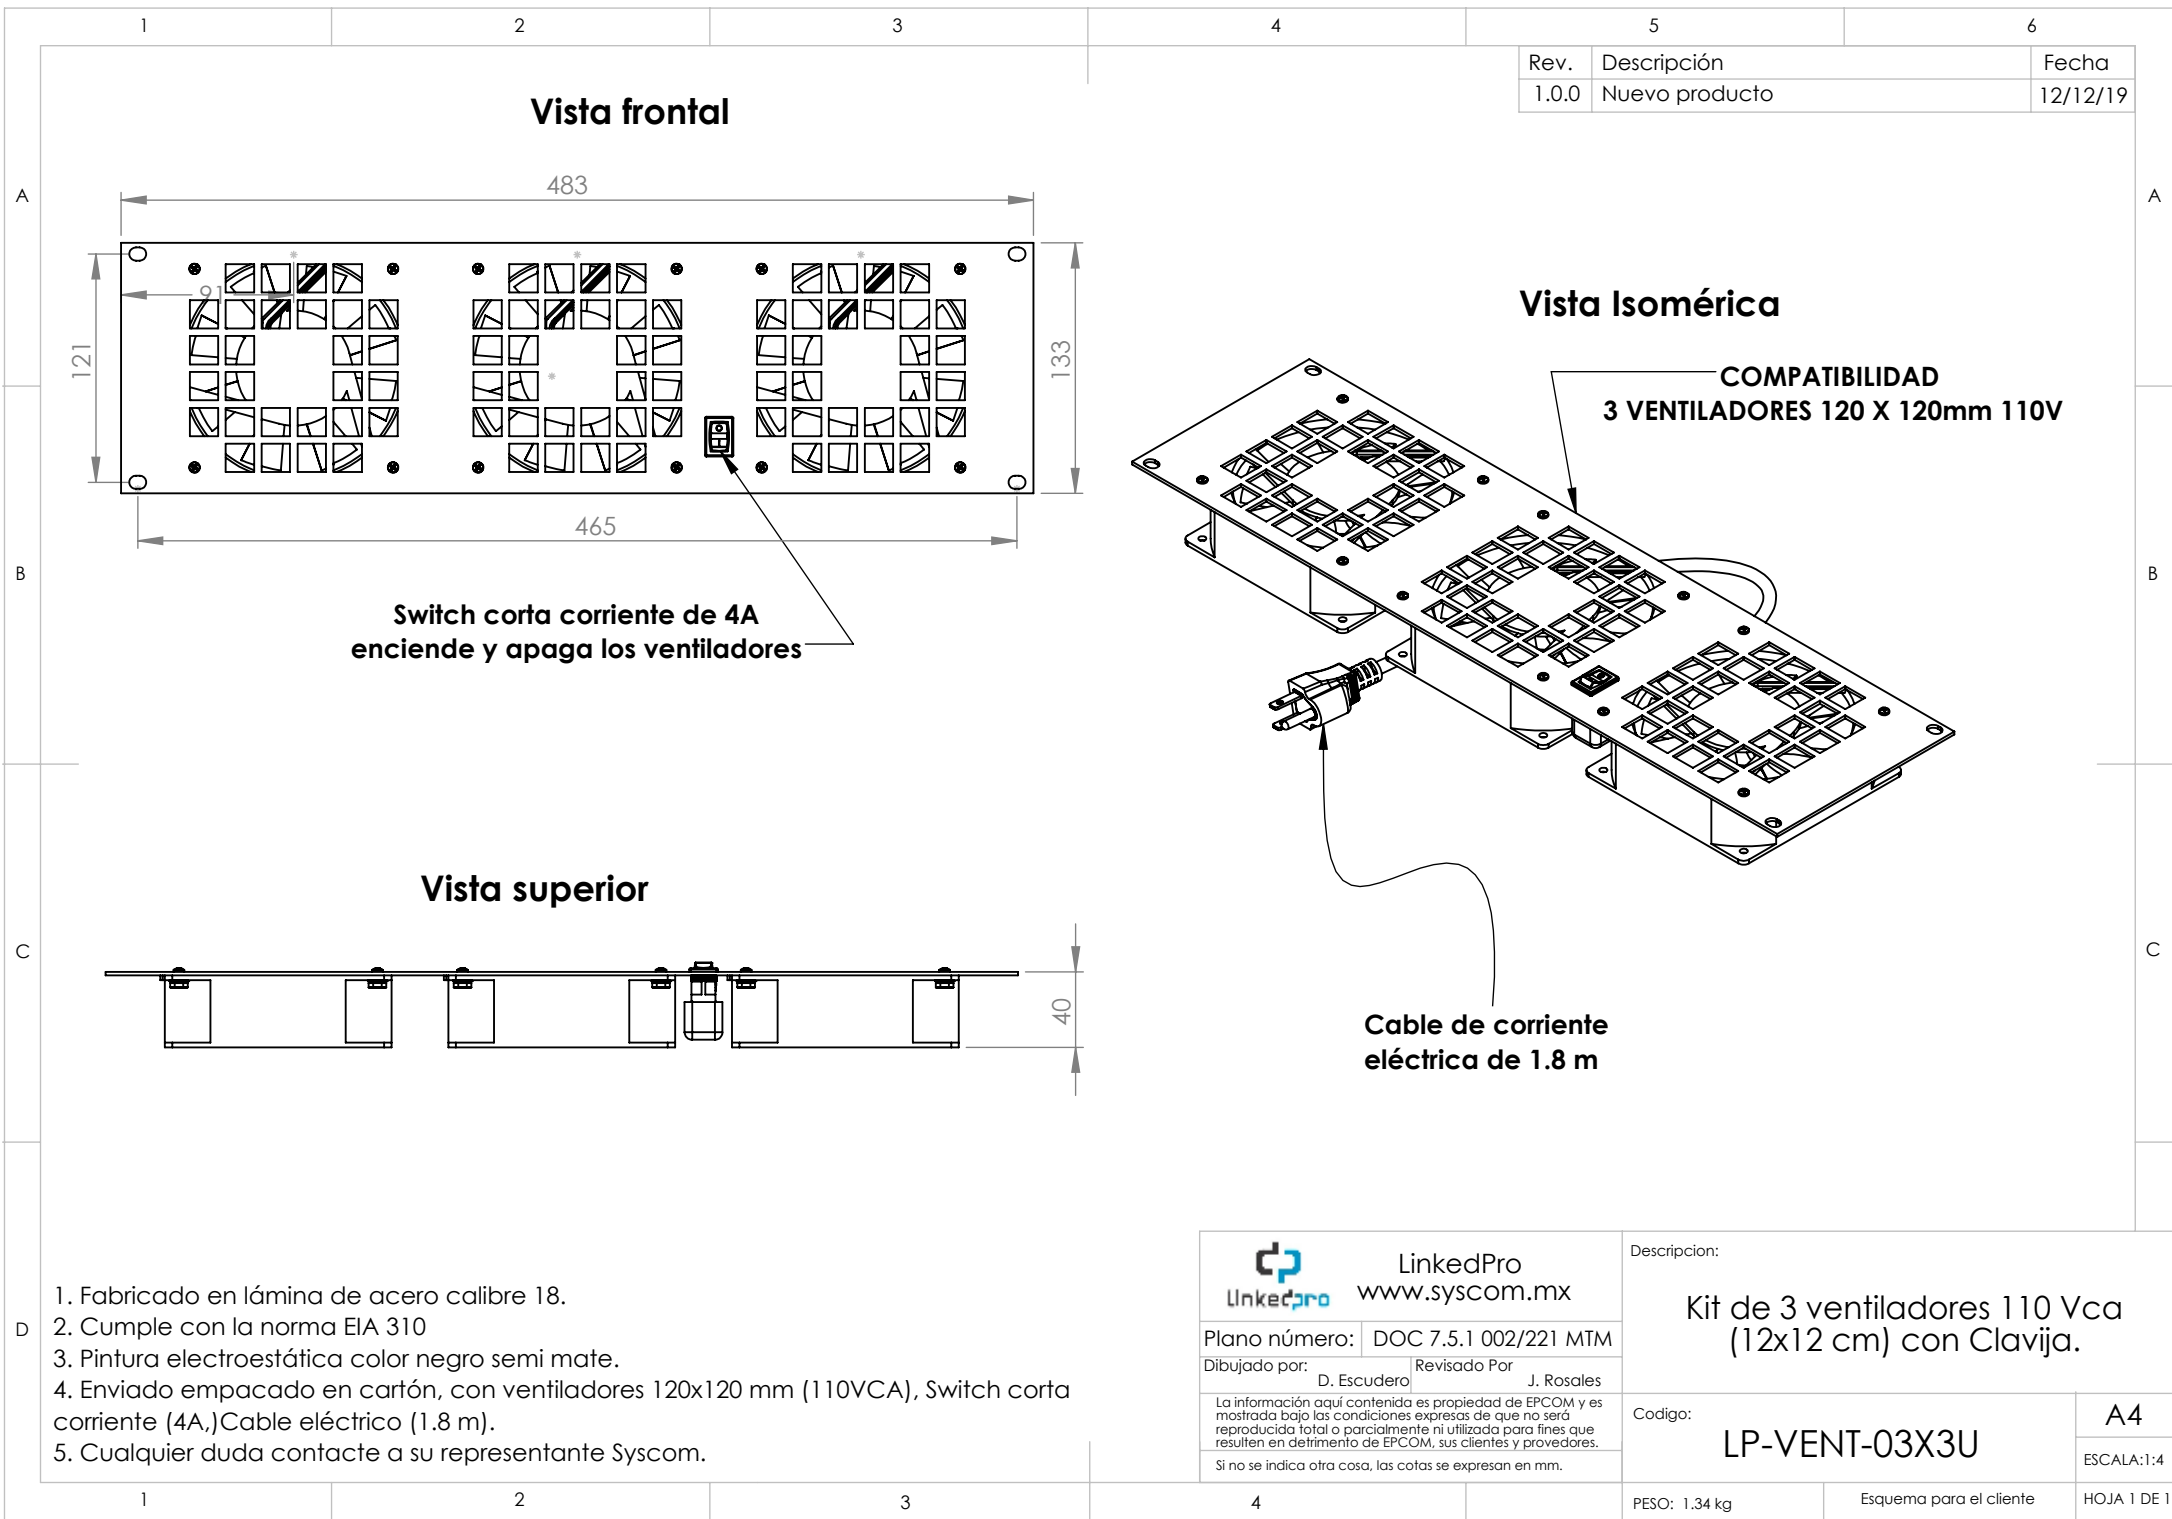 1 2 3 4 5 6
Rev. Descripción Fecha
1.0.0 Nuevo producto 12/12/19
Vista frontal
A A
483
91
121
133
465
Switch corta corriente de 4A
enciende y apaga los ventiladores
Vista Isomérica
COMPATIBILIDAD
3 VENTILADORES 120 X 120mm 110V
B B
Vista superior
C C
40
Cable de corriente
eléctrica de 1.8 m
D
1. Fabricado en lámina de acero calibre 18.
2. Cumple con la norma EIA 310
3. Pintura electroestática color negro semi mate.
4. Enviado empacado en cartón, con ventiladores 120x120 mm (110VCA), Switch corta
corriente (4A,)Cable eléctrico (1.8 m).
5. Cualquier duda contacte a su representante Syscom.
linkedpro
LinkedPro
www.syscom.mx
Plano número: DOC 7.5.1 002/221 MTM
Dibujado por: D. Escudero
Revisado Por J. Rosales
La información aquí contenida es propiedad de EPCOM y es
mostrada bajo las condiciones expresas de que no será
reproducida total o parcialmente ni utilizada para fines que
resulten en detrimento de EPCOM, sus clientes y provedores.
Si no se indica otra cosa, las cotas se expresan en mm.
Descripcion:
Kit de 3 ventiladores 110 Vca
(12x12 cm) con Clavija.
Codigo:
LP-VENT-03X3U
A4
ESCALA:1:4
PESO: 1.34 kg
Esquema para el cliente
HOJA 1 DE 1
1 2 3 4